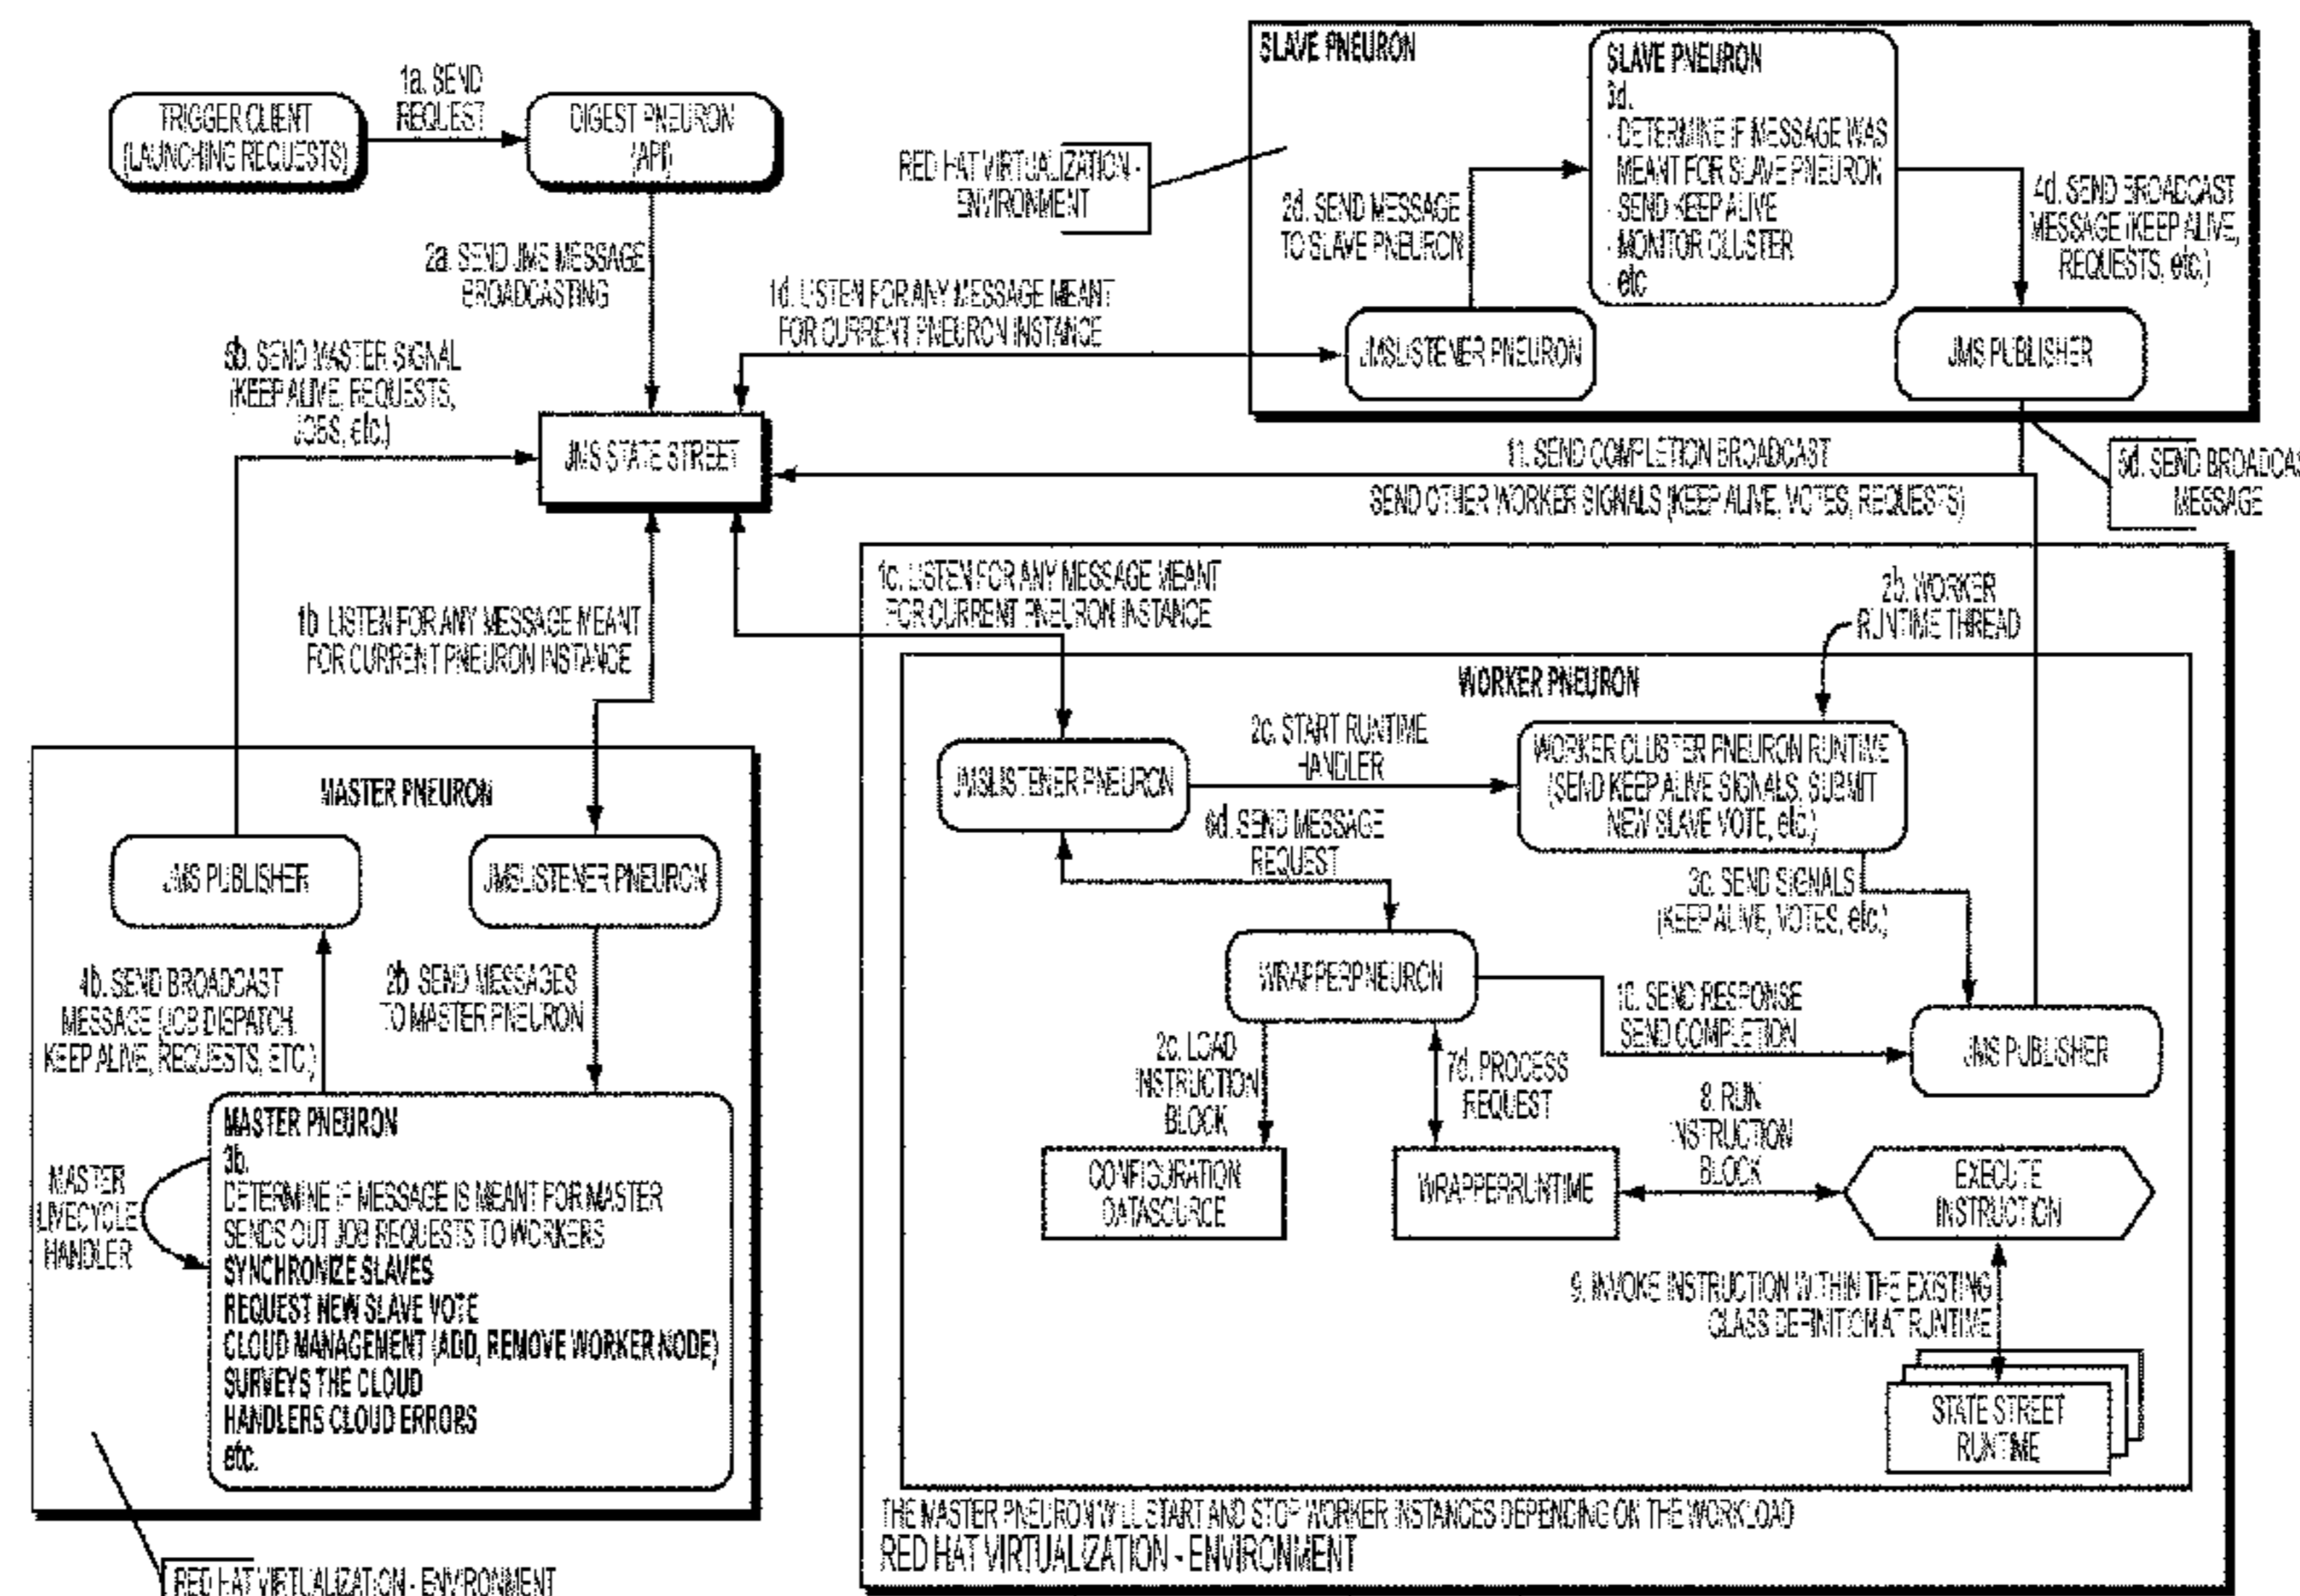 1a. SEND
REQUEST
TRIGGER CLIENT
(LAUNCHING REQUESTS)
DIGEST PNEURON
(API)
2a. SEND JMS MESSAGE
BROADCASTING
SLAVE PNEURON
RED HAT VIRTUALIZATION -
ENVIRONMENT
SLAVE PNEURON
3d.
- DETERMINE IF MESSAGE WAS
MEANT FOR SLAVE PNEURON
- SEND KEEP ALIVE
- MONITOR CLUSTER
- etc
2d. SEND MESSAGE
TO SLAVE PNEURON
4d. SEND BROADCAST
MESSAGE (KEEP ALIVE,
REQUESTS, etc.)
JMSLISTENER PNEURON
JMS PUBLISHER
1d. LISTEN FOR ANY MESSAGE MEANT
FOR CURRENT PNEURON INSTANCE
5b. SEND MASTER SIGNAL
(KEEP ALIVE, REQUESTS,
JOBS, etc.)
JMS STATE STREET
11. SEND COMPLETION BROADCAST
SEND OTHER WORKER SIGNALS (KEEP ALIVE, VOTES, REQUESTS)
5d. SEND BROADCAS
MESSAGE
1b. LISTEN FOR ANY MESSAGE MEANT
FOR CURRENT PNEURON INSTANCE
1c. LISTEN FOR ANY MESSAGE MEANT
FOR CURRENT PNEURON INSTANCE
2b. WORKER
RUNTIME THREAD
WORKER PNEURON
JMSLISTENER PNEURON
2c. START RUNTIME
HANDLER
WORKER CLUSTER PNEURON RUNTIME
(SEND KEEP ALIVE SIGNALS, SUBMIT
NEW SLAVE VOTE, etc.)
6d. SEND MESSAGE
REQUEST
3c. SEND SIGNALS
(KEEP ALIVE, VOTES, etc.)
WRAPPERPNEURON
10. SEND RESPONSE
SEND COMPLETION
JMS PUBLISHER
2c. LOAD
INSTRUCTION
BLOCK
7d. PROCESS
REQUEST
8. RUN
INSTRUCTION
BLOCK
CONFIGURATION
DATASOURCE
WRAPPERRUNTIME
EXECUTE
INSTRUCTION
9. INVOKE INSTRUCTION WITHIN THE EXISTING
CLASS DEFINITION AT RUNTIME
STATE STREET
RUNTIME
THE MASTER PNEURON WILL START AND STOP WORKER INSTANCES DEPENDING ON THE WORKLOAD
RED HAT VIRTUALIZATION - ENVIRONMENT
MASTER PNEURON
JMS PUBLISHER
JMSLISTENER PNEURON
4b. SEND BROADCAST
MESSAGE (JOB DISPATCH,
KEEP ALIVE, REQUESTS, ETC.)
2b. SEND MESSAGES
TO MASTER PNEURON
MASTER
LIVECYCLE
HANDLER
MASTER PNEURON
3b.
DETERMINE IF MESSAGE IS MEANT FOR MASTER
SENDS OUT JOB REQUESTS TO WORKERS
SYNCHRONIZE SLAVES
REQUEST NEW SLAVE VOTE
CLOUD MANAGEMENT (ADD, REMOVE WORKER NODE)
SURVEYS THE CLOUD
HANDLERS CLOUD ERRORS
etc.
RED HAT VIRTUALIZATION - ENVIRONMENT